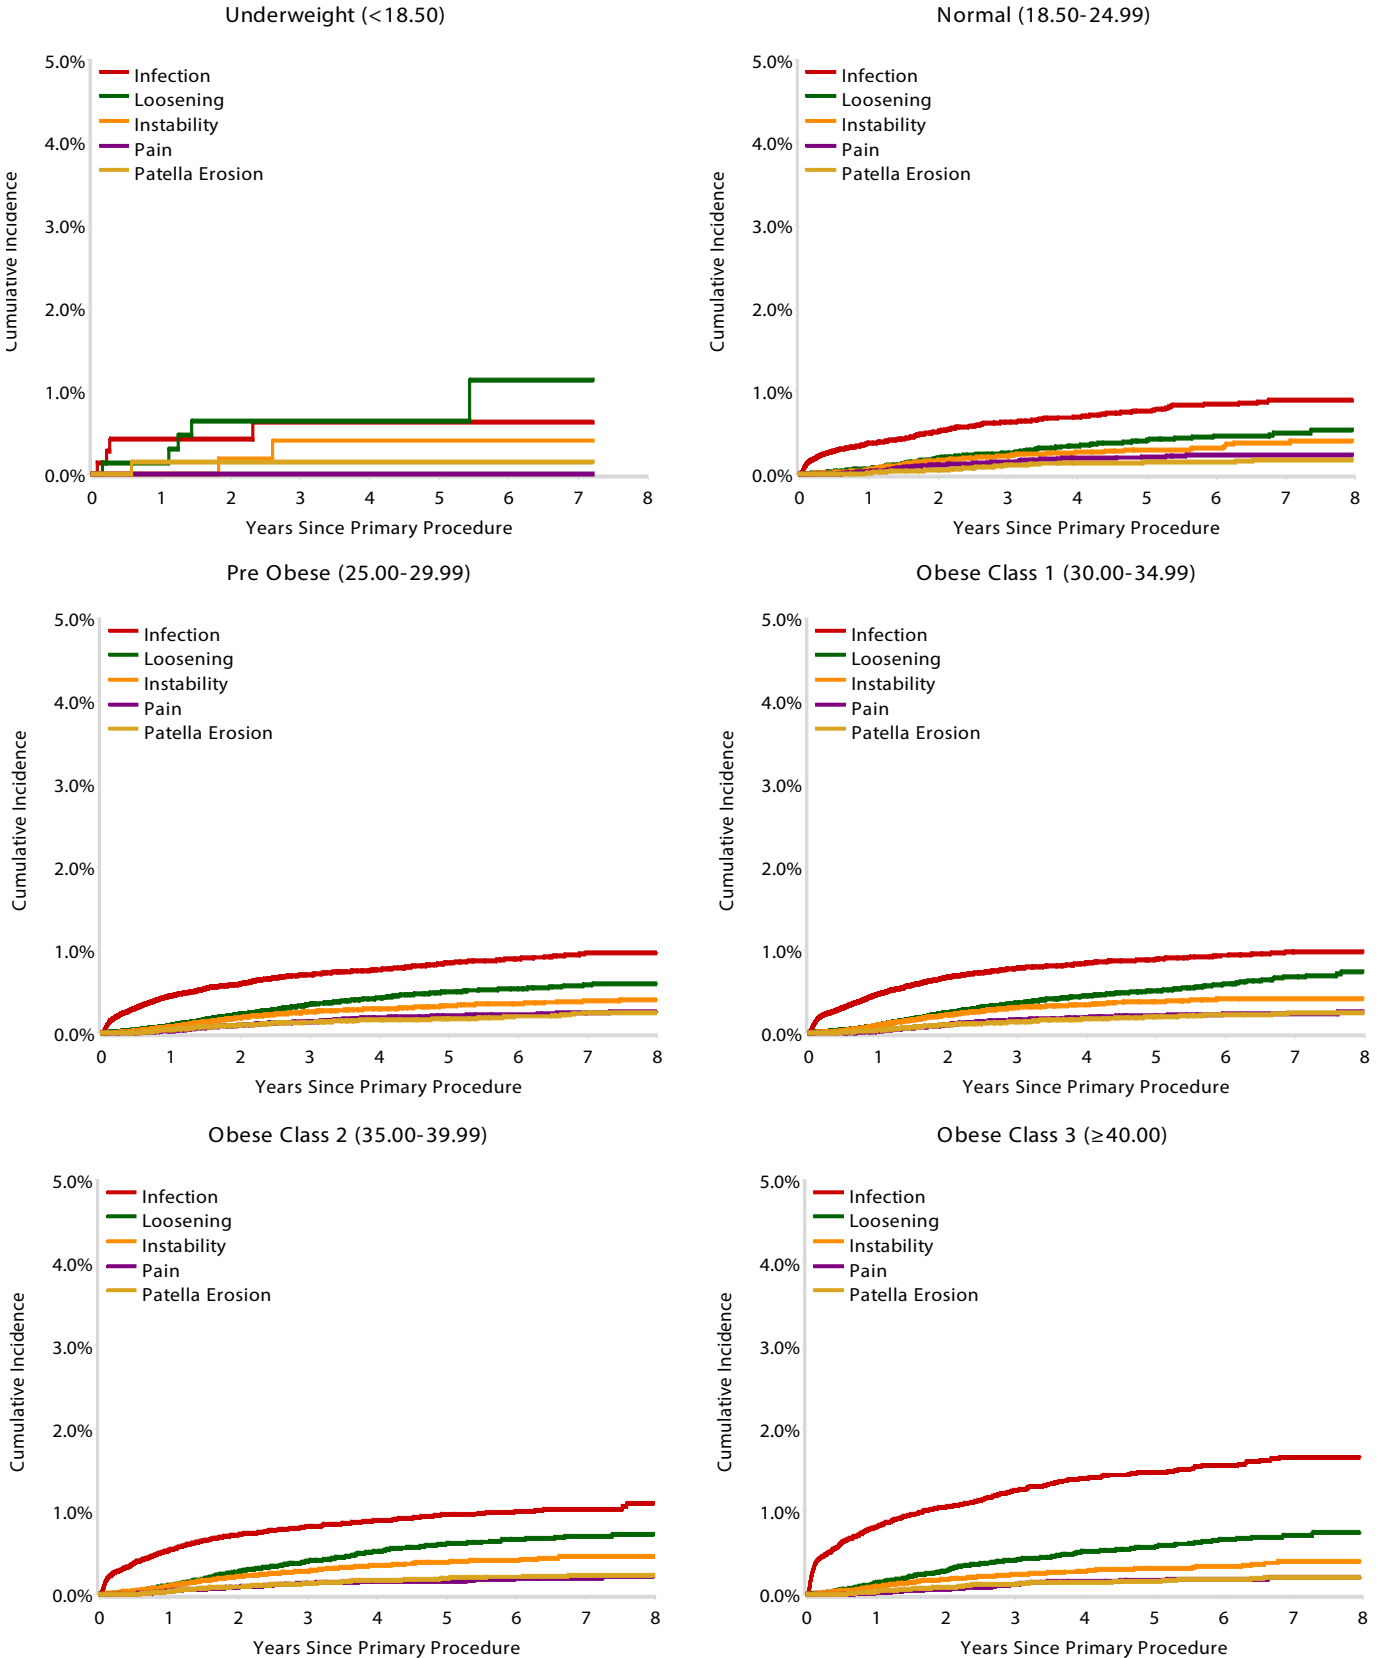 Underweight (<18.50)
Cumulative Incidence
5.0%
4.0%
3.0%
2.0%
1.0%
0.0%
Infection
Loosening
Instability
Pain
Patella Erosion
0 1 2 3 4 5 6 7 8
Years Since Primary Procedure
Normal (18.50-24.99)
Cumulative Incidence
5.0%
4.0%
3.0%
2.0%
1.0%
0.0%
Infection
Loosening
Instability
Pain
Patella Erosion
0 1 2 3 4 5 6 7 8
Years Since Primary Procedure
Pre Obese (25.00-29.99)
Cumulative Incidence
5.0%
4.0%
3.0%
2.0%
1.0%
0.0%
Infection
Loosening
Instability
Pain
Patella Erosion
0 1 2 3 4 5 6 7 8
Years Since Primary Procedure
Obese Class 1 (30.00-34.99)
Cumulative Incidence
5.0%
4.0%
3.0%
2.0%
1.0%
0.0%
Infection
Loosening
Instability
Pain
Patella Erosion
0 1 2 3 4 5 6 7 8
Years Since Primary Procedure
Obese Class 2 (35.00-39.99)
Cumulative Incidence
5.0%
4.0%
3.0%
2.0%
1.0%
0.0%
Infection
Loosening
Instability
Pain
Patella Erosion
0 1 2 3 4 5 6 7 8
Years Since Primary Procedure
Obese Class 3 (≥40.00)
Cumulative Incidence
5.0%
4.0%
3.0%
2.0%
1.0%
0.0%
Infection
Loosening
Instability
Pain
Patella Erosion
0 1 2 3 4 5 6 7 8
Years Since Primary Procedure